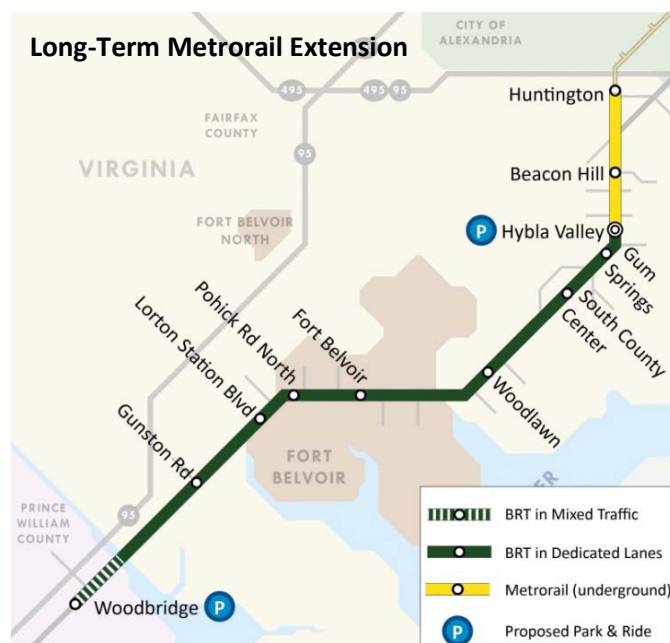 Long-Term Metrorail Extension
CITY OF
ALEXANDRIA
495
495
95
Huntington
FAIRFAX
COUNTY
95
VIRGINIA
Beacon Hill
FORT BELVOIR
NORTH
P
Hybla Valley
Gum
Springs
South County
Center
Pohick Rd North
Fort Belvoir
Lorton Station Blvd
Woodlawn
Gunston Rd
FORT
BELVOIR
PRINCE
WILLIAM
COUNTY
95
Woodbridge
P
BRT in Mixed Traffic
BRT in Dedicated Lanes
Metrorail (underground)
P
Proposed Park & Ride